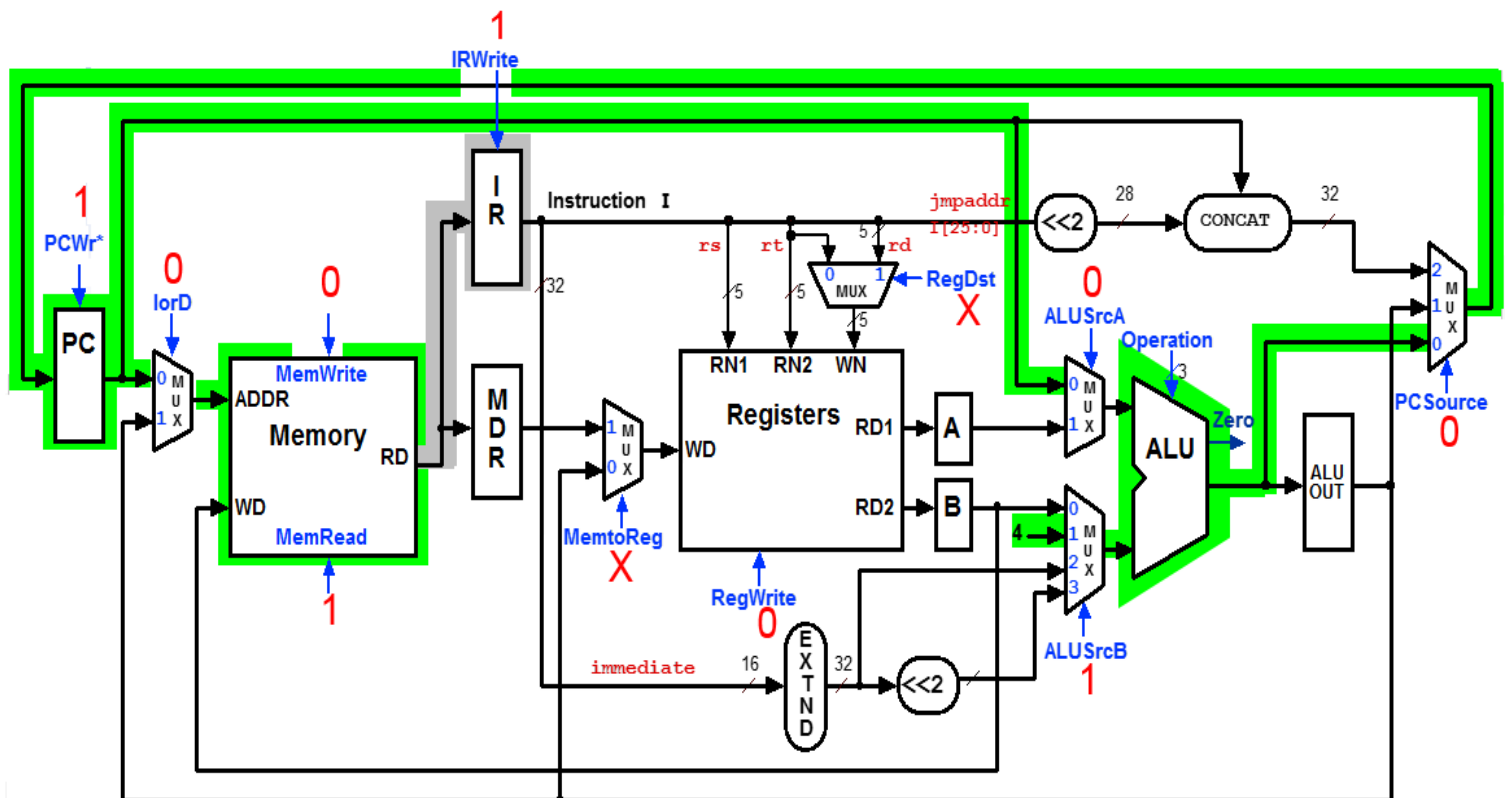 1
IRWrite
1
PCWr*
0
IorD
0
I
R
Instruction I
jmpaddr
I[25:0]
<<2
28
CONCAT
32
rs
rt
5
rd
0
1
MUX
RegDst
X
32
5
5
5
0
ALUSrcA
Operation
3
2
1
0
M
U
X
PCSource
0
PC
0
1
M
U
X
MemWrite
ADDR
Memory
RD
WD
MemRead
1
M
D
R
1
0
M
U
X
MemtoReg
X
RN1
RN2
WN
Registers
WD
RD1
RD2
RegWrite
0
A
B
0
1
M
U
X
4
0
1
2
3
M
U
X
ALUSrcB
1
ALU
Zero
ALU
OUT
immediate
16
E
X
T
N
D
32
<<2